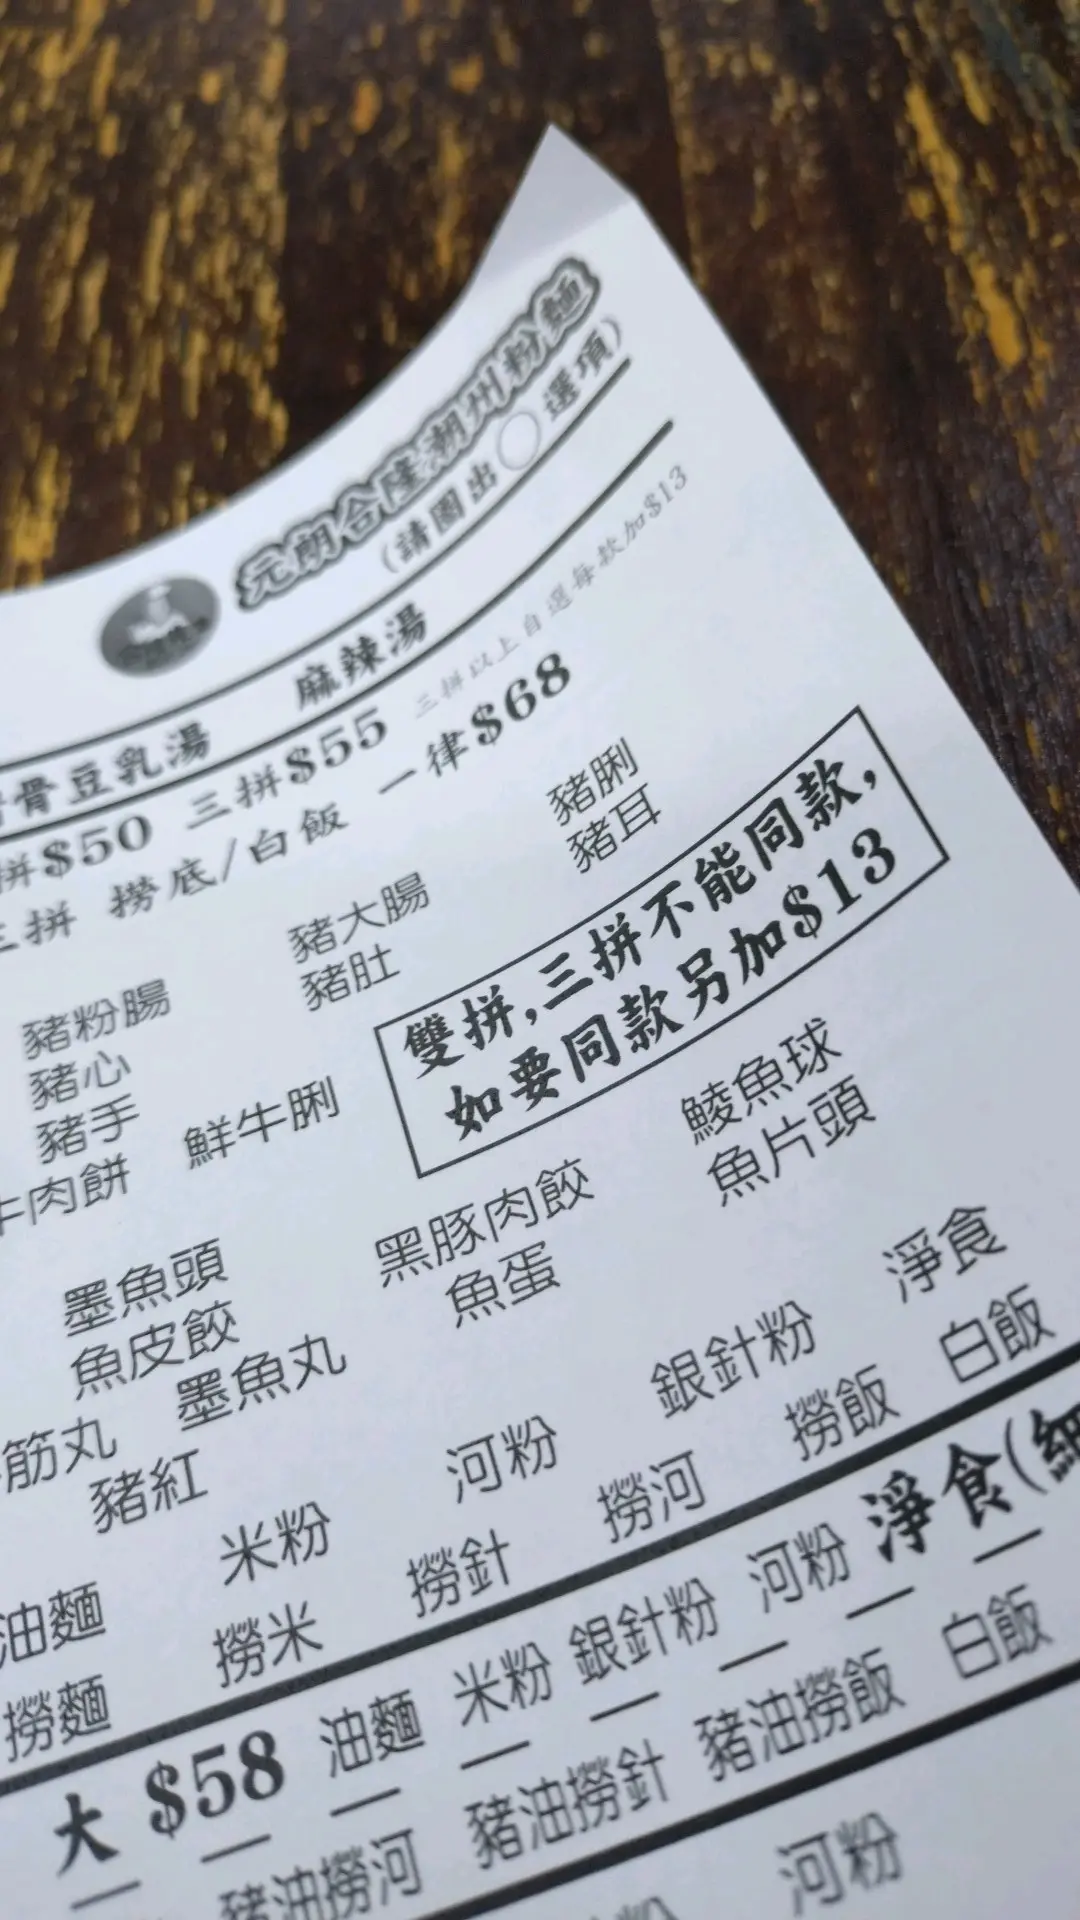 元朗合隆潮州粉麵
(請圈出○選項)
骨豆乳湯 麻辣湯
拼$50 三拼$55 三拼以上自選每款加$13
三拼 撈底/白飯 一律$68
豬粉腸 豬大腸 豬脷
豬心 豬肚 豬耳
豬手
雙拼,三拼不能同款,
如要同款另加$13
牛肉餅 鮮牛脷
墨魚頭 黑豚肉餃 鯪魚球
魚皮餃 魚蛋 魚片頭
筋丸 墨魚丸
豬紅
油麵 米粉 河粉 銀針粉 淨食
撈麵 撈米 撈針 撈河 撈飯 白飯
大 $58 油麵 米粉 銀針粉 河粉 淨食(
豬油撈河 豬油撈針 豬油撈飯 白飯
河粉